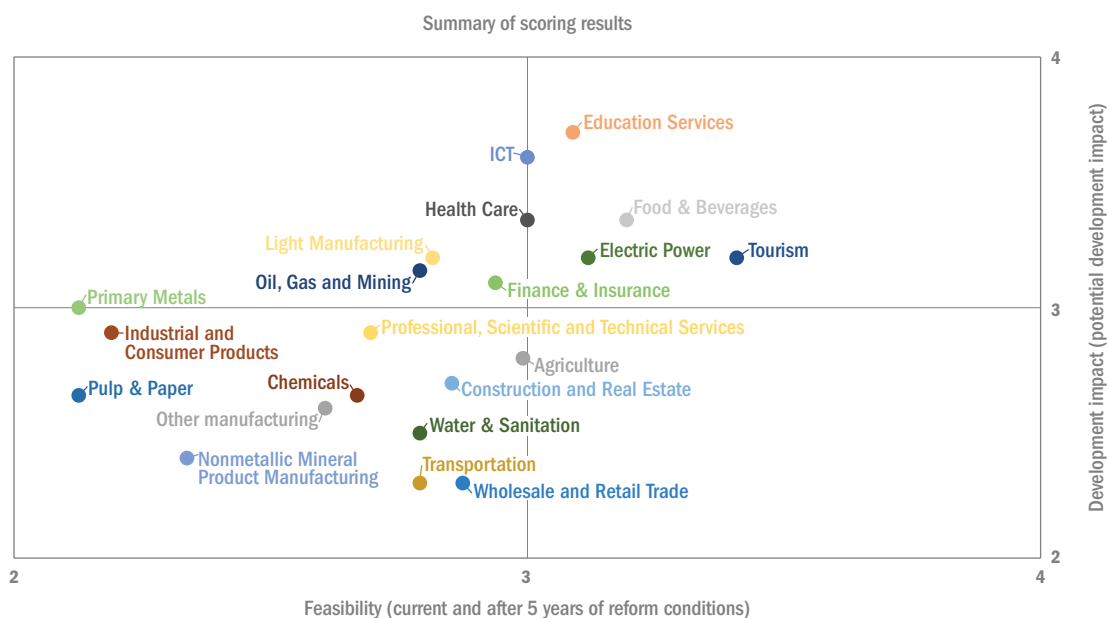 Summary of scoring results
4
Education Services
ICT
Health Care
Food & Beverages
Light Manufacturing
Electric Power
Tourism
Oil, Gas and Mining
Finance & Insurance
Primary Metals
3
Professional, Scientific and Technical Services
Industrial and
Consumer Products
Agriculture
Chemicals
Pulp & Paper
Construction and Real Estate
Other manufacturing
Water & Sanitation
Nonmetallic Mineral
Product Manufacturing
Transportation
Wholesale and Retail Trade
2
2
3
4
Feasibility (current and after 5 years of reform conditions)
Development impact (potential development impact)